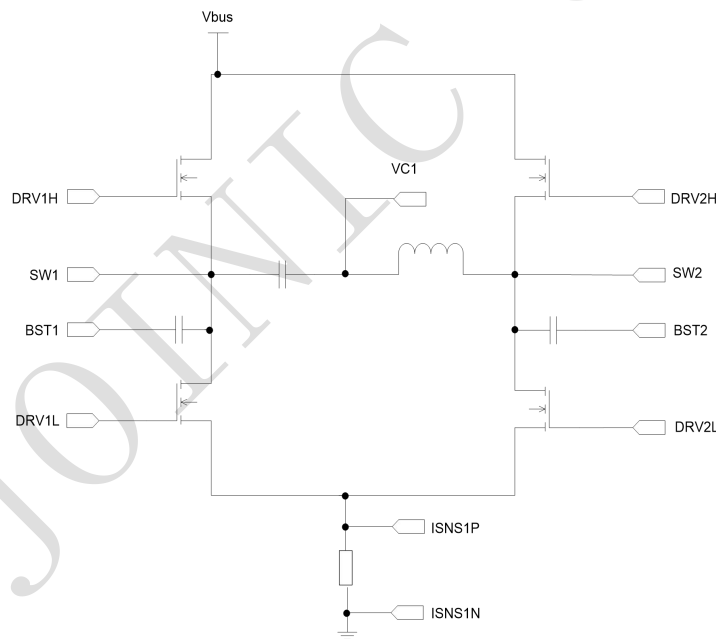 Vbus
VC1
DRV1H
DRV2H
SW1
SW2
BST1
BST2
DRV1L
DRV2L
ISNS1P
ISNS1N
JOINIC